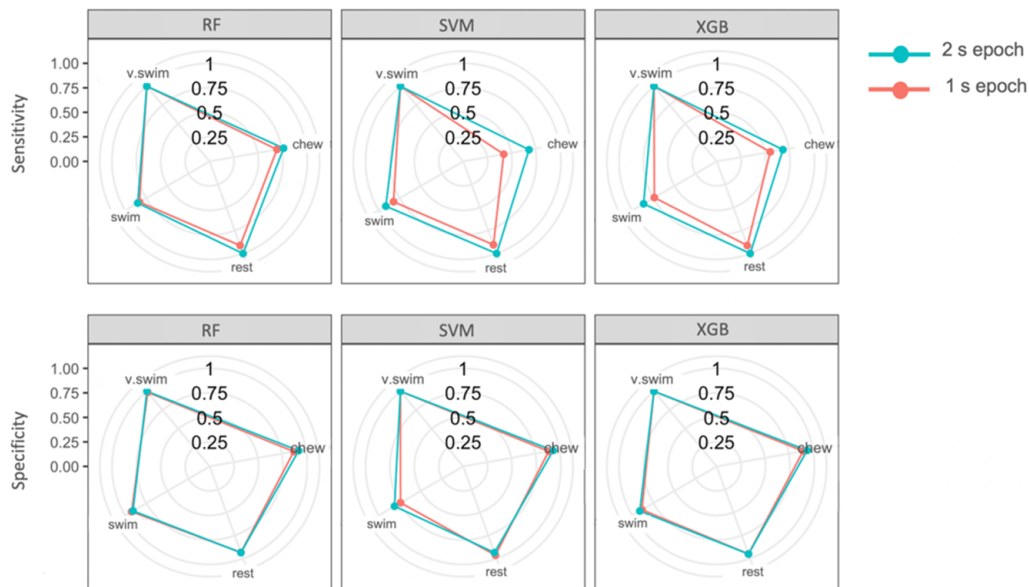 RF SVM XGB
2 s epoch
1 s epoch
Sensitivity
1.00
0.75
0.50
0.25
0.00
v.swim 1 0.75 0.5 0.25 chew rest swim
v.swim 1 0.75 0.5 0.25 chew rest swim
v.swim 1 0.75 0.5 0.25 chew rest swim
RF SVM XGB
Specificity
1.00
0.75
0.50
0.25
0.00
v.swim 1 0.75 0.5 0.25 chew rest swim
v.swim 1 0.75 0.5 0.25 chew rest swim
v.swim 1 0.75 0.5 0.25 chew rest swim